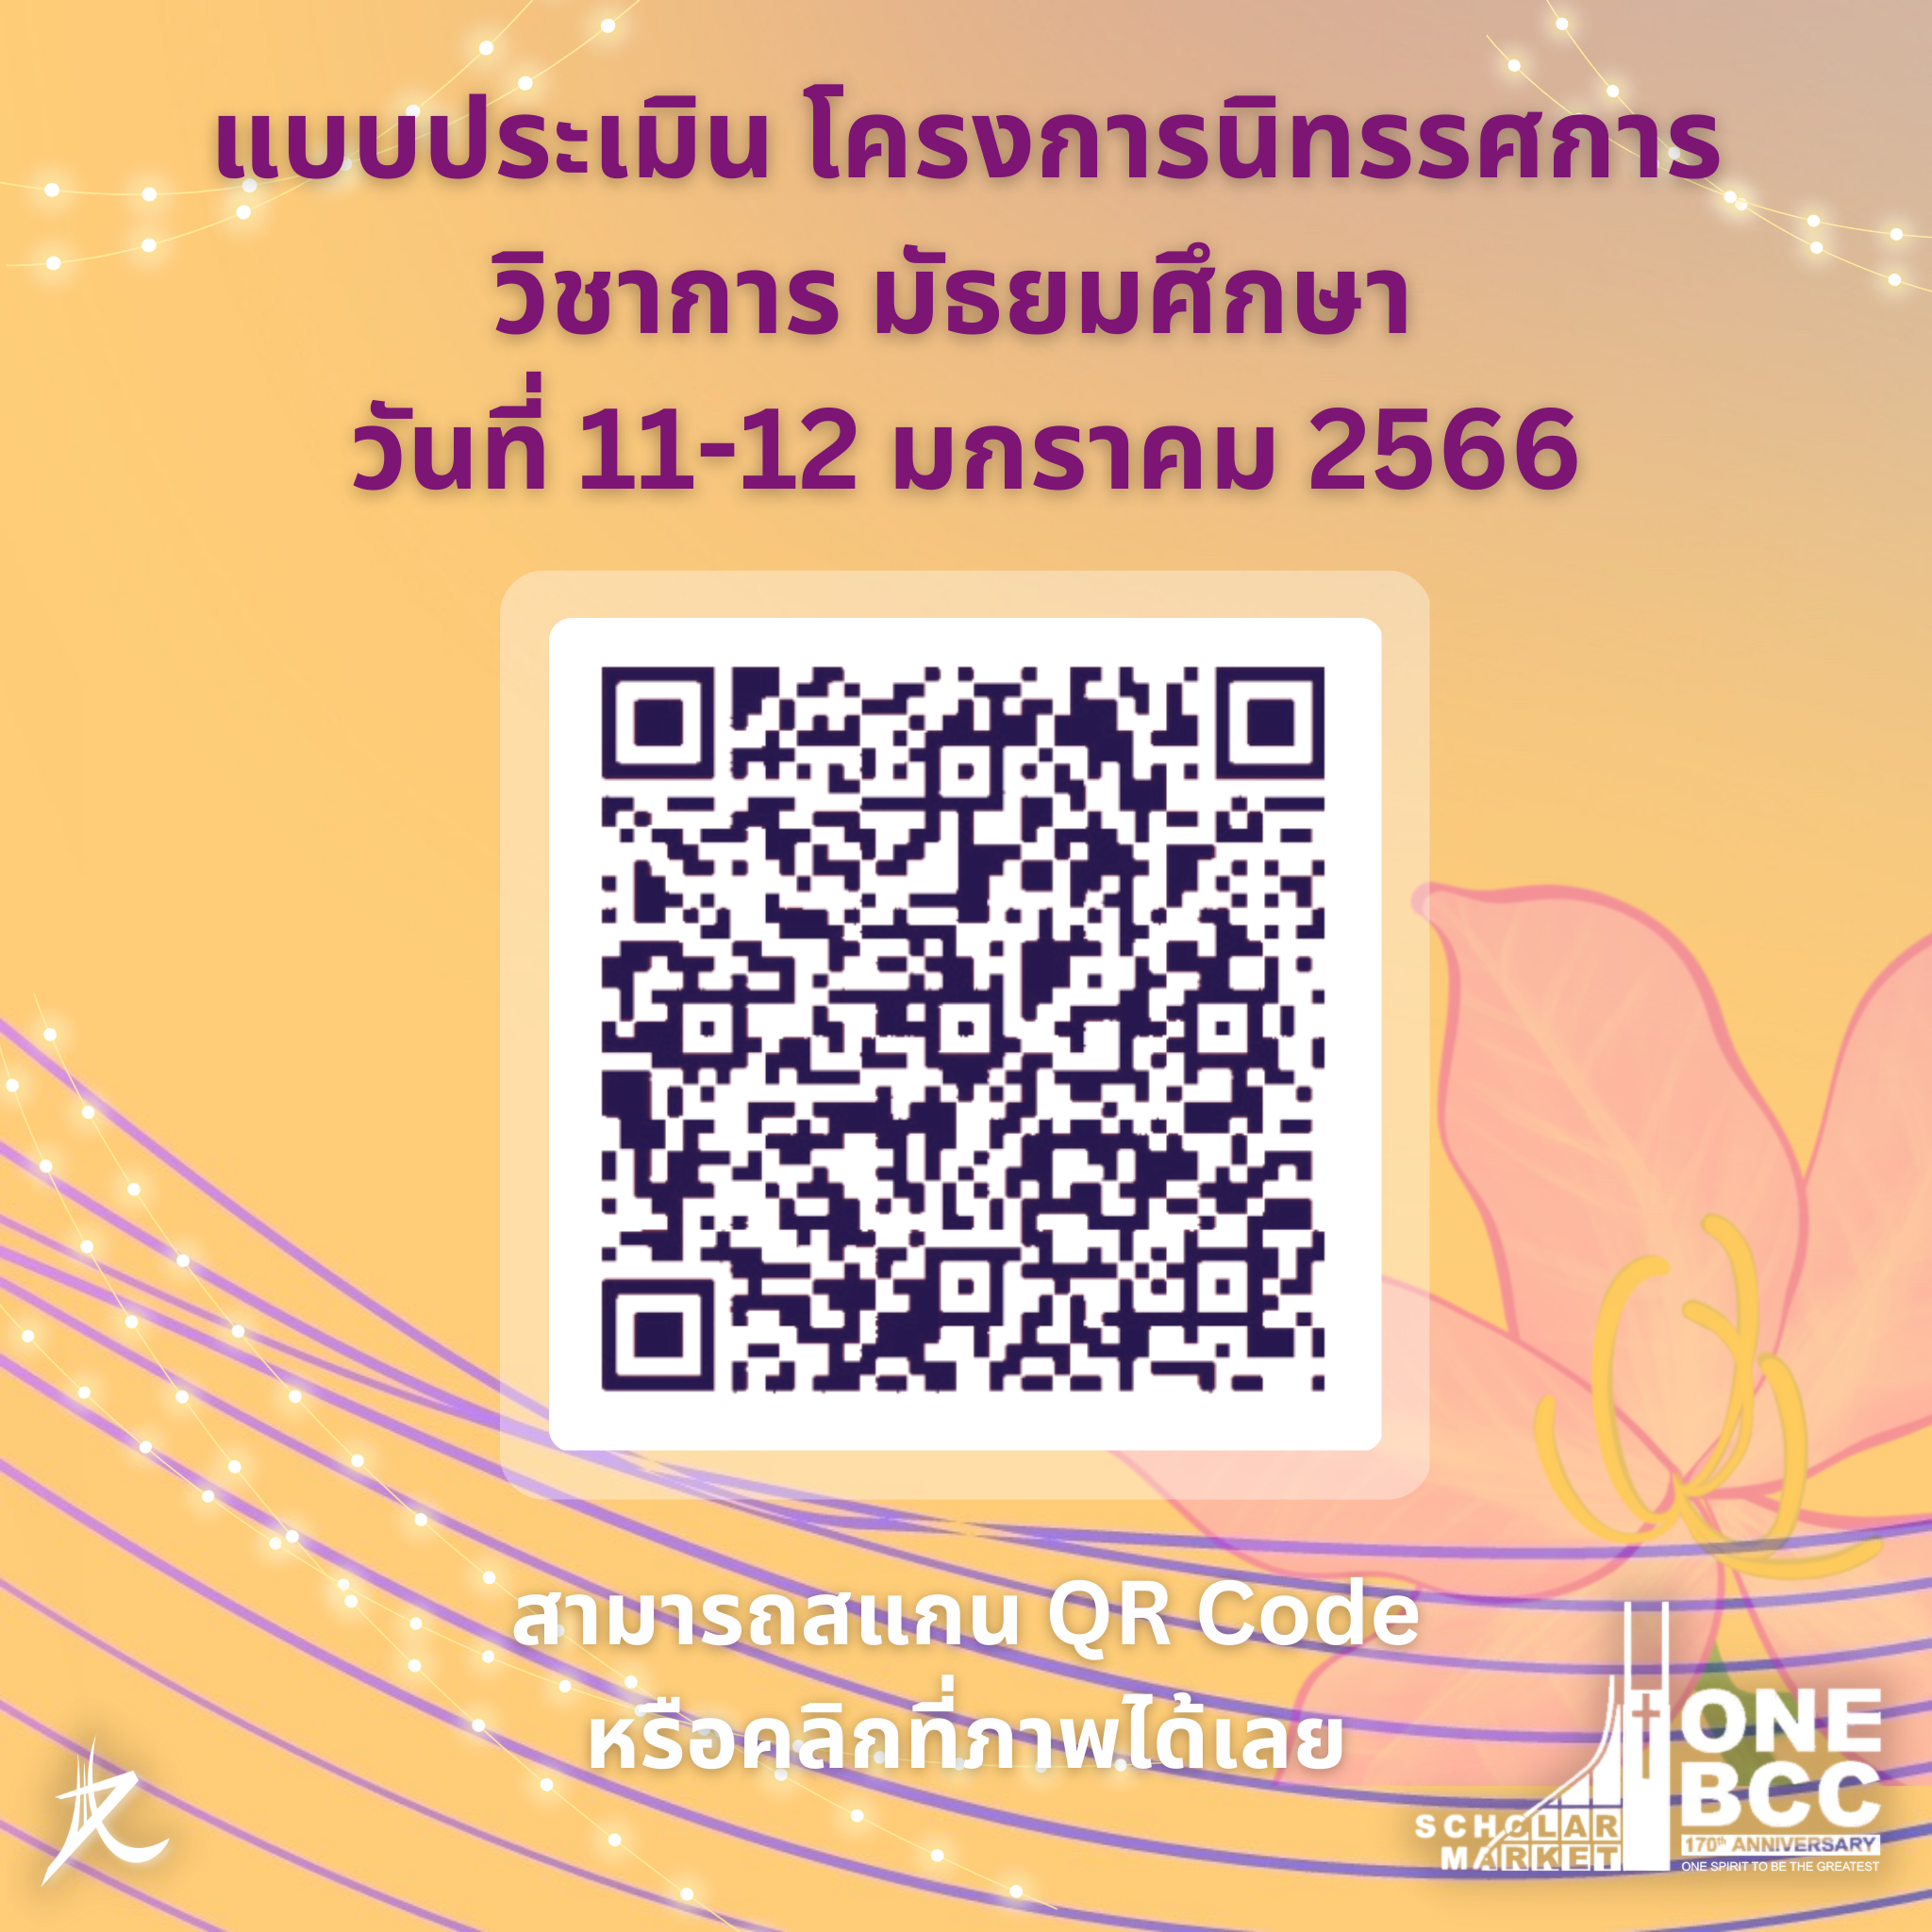 แบบประเมิน โครงการนิทรรศการ
วิชาการ มัธยมศึกษา
วันที่ 11-12 มกราคม 2566
สามารถสแกน QR Code
หรือคลิกที่ภาพได้เลย
SCHOLAR
MARKET
ONE
BCC
170th ANNIVERSARY
ONE SPIRIT TO BE THE GREATEST